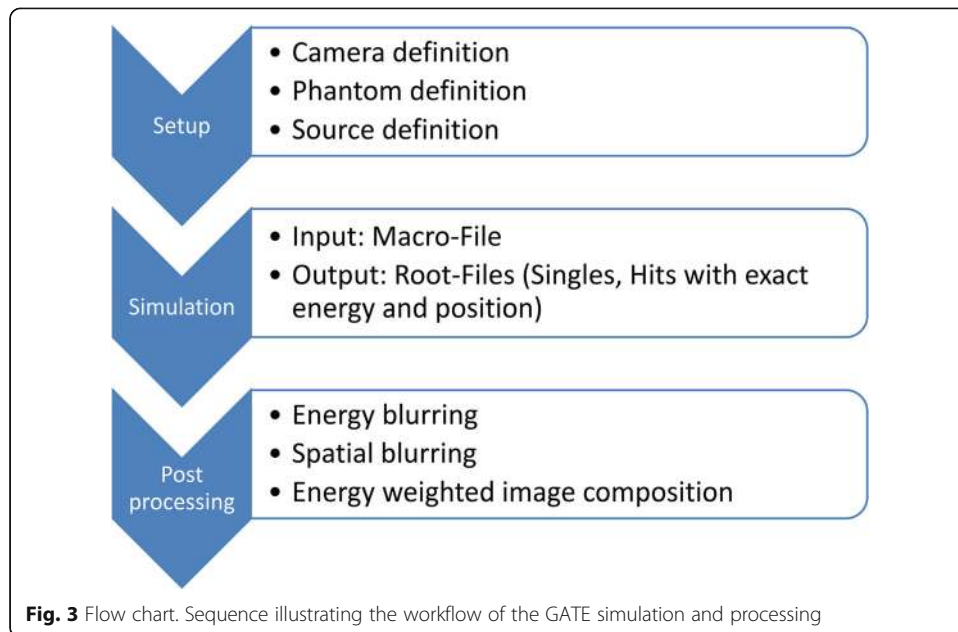 Setup
• Camera definition
• Phantom definition
• Source definition
Simulation
• Input: Macro-File
• Output: Root-Files (Singles, Hits with exact
energy and position)
Post
processing
• Energy blurring
• Spatial blurring
• Energy weighted image composition
Fig. 3 Flow chart. Sequence illustrating the workflow of the GATE simulation and processing